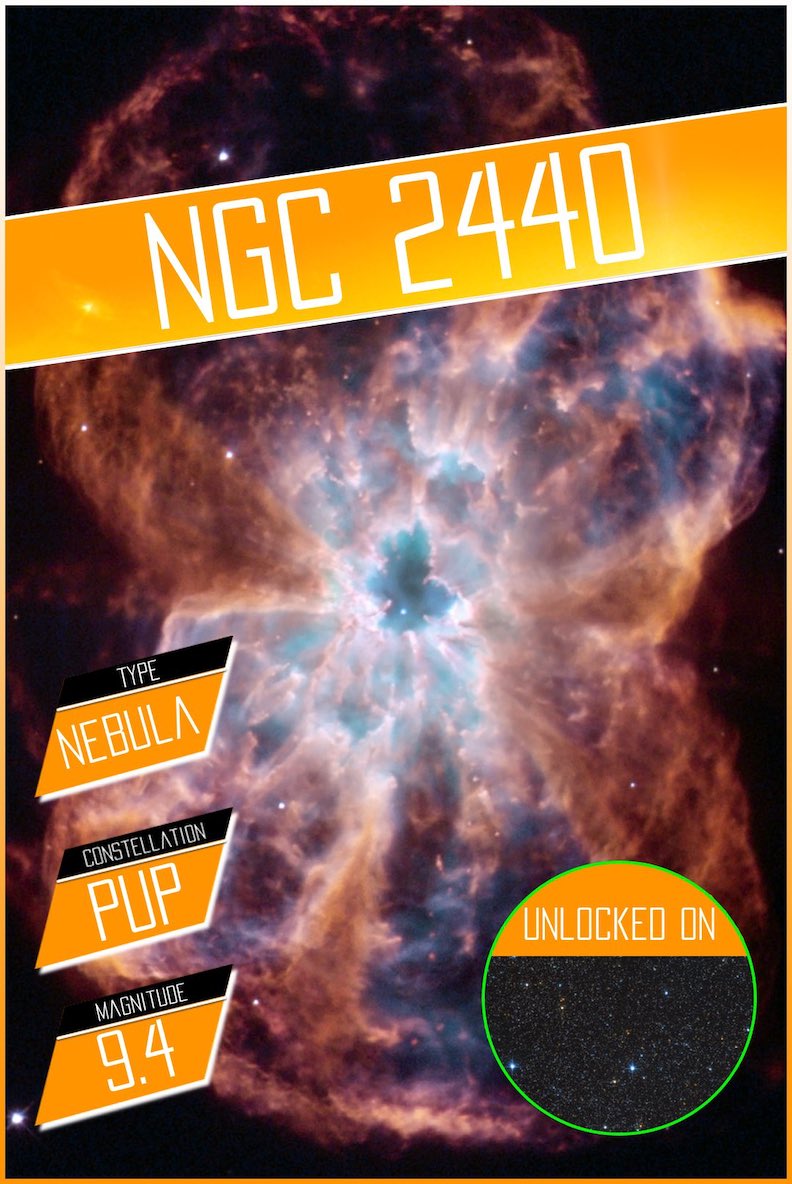 NGC 2440
TYPE
NEBULA
CONSTELLATION
PUP
MAGNITUDE
9.4
UNLOCKED ON